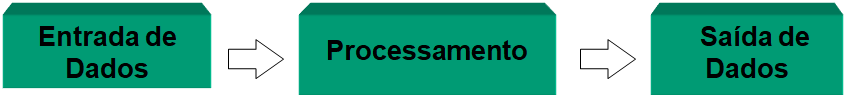 Entrada de
Dados
Processamento
Saída de
Dados